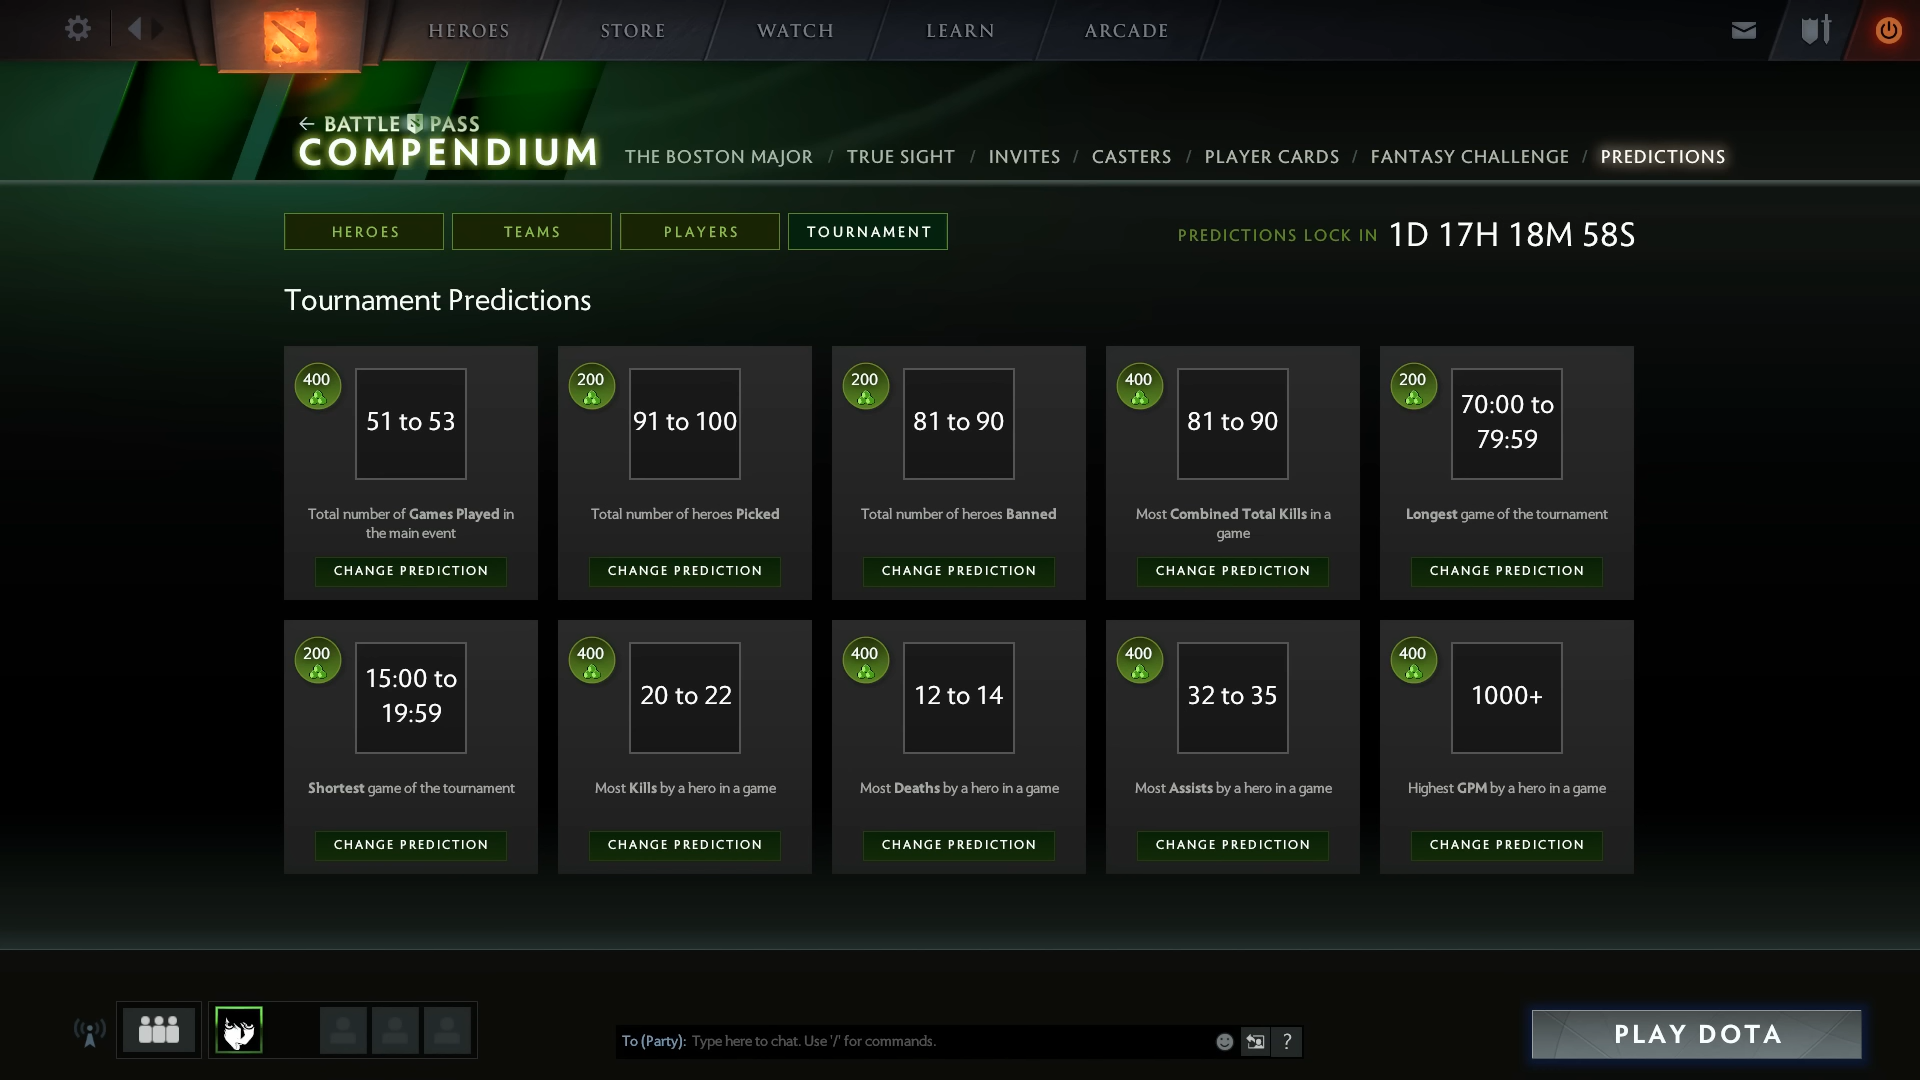 HEROES
STORE
WATCH
LEARN
ARCADE
BATTLE PASS
COMPENDIUM
THE BOSTON MAJOR / TRUE SIGHT / INVITES / CASTERS / PLAYER CARDS / FANTASY CHALLENGE / PREDICTIONS
HEROES
TEAMS
PLAYERS
TOURNAMENT
PREDICTIONS LOCK IN 1D 17H 18M 58S
Tournament Predictions
400
51 to 53
Total number of Games Played in
the main event
CHANGE PREDICTION
200
91 to 100
Total number of heroes Picked
CHANGE PREDICTION
200
81 to 90
Total number of heroes Banned
CHANGE PREDICTION
400
81 to 90
Most Combined Total Kills in a
game
CHANGE PREDICTION
200
70:00 to
79:59
Longest game of the tournament
CHANGE PREDICTION
200
15:00 to
19:59
Shortest game of the tournament
CHANGE PREDICTION
400
20 to 22
Most Kills by a hero in a game
CHANGE PREDICTION
400
12 to 14
Most Deaths by a hero in a game
CHANGE PREDICTION
400
32 to 35
Most Assists by a hero in a game
CHANGE PREDICTION
400
1000+
Highest GPM by a hero in a game
CHANGE PREDICTION
To (Party): Type here to chat. Use '/' for commands.
?
PLAY DOTA